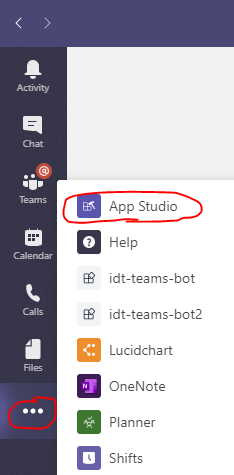 Activity
Chat
@
Teams
Calendar
Calls
Files
App Studio
Help
idt-teams-bot
idt-teams-bot2
Lucidchart
OneNote
Planner
Shifts